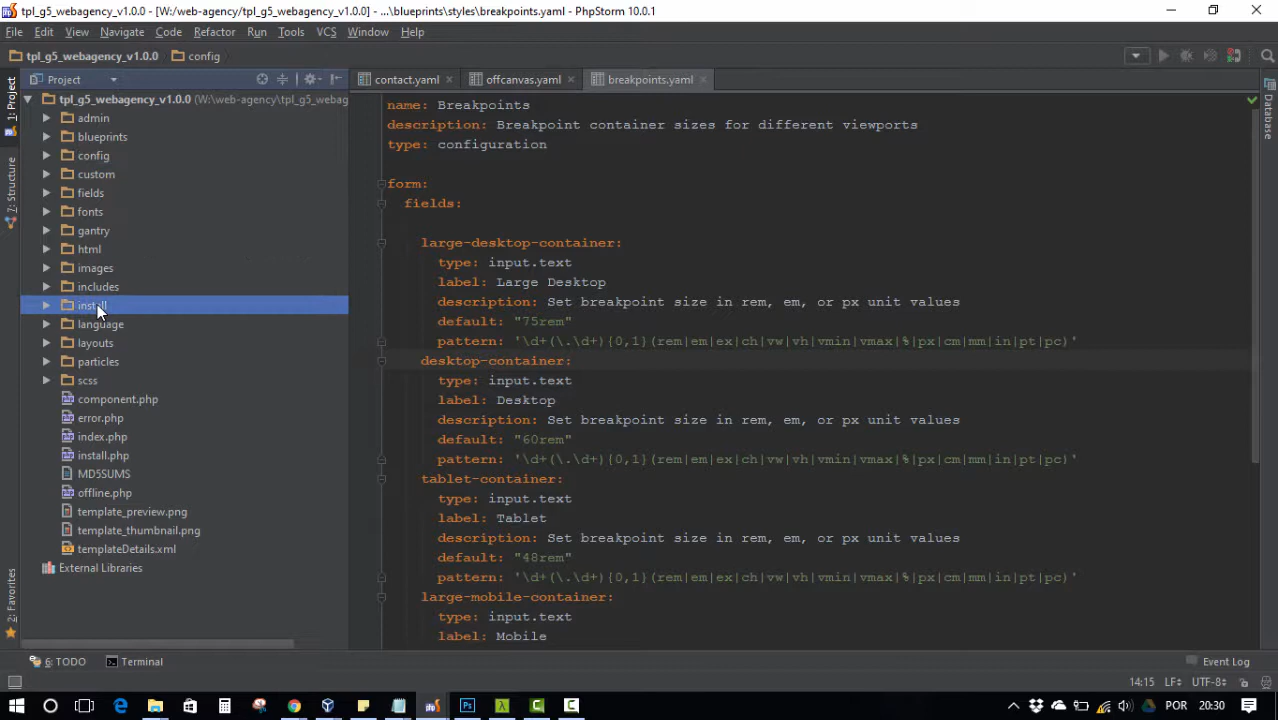 tpl_g5_webagency_v1.0.0 - [W:/web-agency/tpl_g5_webagency_v1.0.0] - ...\blueprints\styles\breakpoints.yaml - PhpStorm 10.0.1
File Edit View Navigate Code Refactor Run Tools VCS Window Help
tpl_g5_webagency_v1.0.0 config
Project
contact.yaml offcanvas.yaml breakpoints.yaml
1: Project
7: Structure
2: Favorites
tpl_g5_webagency_v1.0.0 (W:\web-agency\tpl_g5_webag
admin
blueprints
config
custom
fields
fonts
gantry
html
images
includes
install
language
layouts
particles
scss
component.php
error.php
index.php
install.php
MD5SUMS
offline.php
template_preview.png
template_thumbnail.png
templateDetails.xml
External Libraries
name: Breakpoints
description: Breakpoint container sizes for different viewports
type: configuration
form:
fields:
large-desktop-container:
type: input.text
label: Large Desktop
description: Set breakpoint size in rem, em, or px unit values
default: "75rem"
pattern: '\d+(\.\d+){0,1}(rem|em|ex|ch|vw|vh|vmin|vmax|%|px|cm|mm|in|pt|pc)'
desktop-container:
type: input.text
label: Desktop
description: Set breakpoint size in rem, em, or px unit values
default: "60rem"
pattern: '\d+(\.\d+){0,1}(rem|em|ex|ch|vw|vh|vmin|vmax|%|px|cm|mm|in|pt|pc)'
tablet-container:
type: input.text
label: Tablet
description: Set breakpoint size in rem, em, or px unit values
default: "48rem"
pattern: '\d+(\.\d+){0,1}(rem|em|ex|ch|vw|vh|vmin|vmax|%|px|cm|mm|in|pt|pc)'
large-mobile-container:
type: input.text
label: Mobile
Database
6: TODO Terminal Event Log
14:15 LF UTF-8
Ps POR 20:30